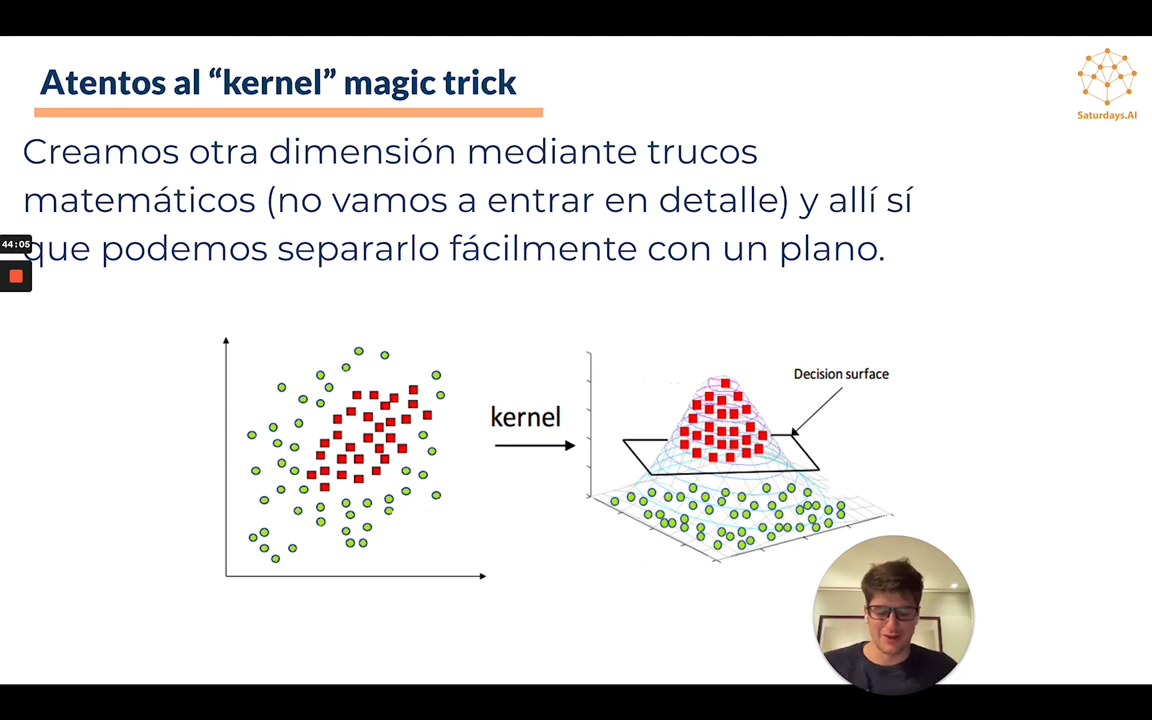 Atentos al “kernel” magic trick
Saturdays.AI
Creamos otra dimensión mediante trucos
matemáticos (no vamos a entrar en detalle) y allí sí
que podemos separarlo fácilmente con un plano.
44:05
Decision surface
kernel